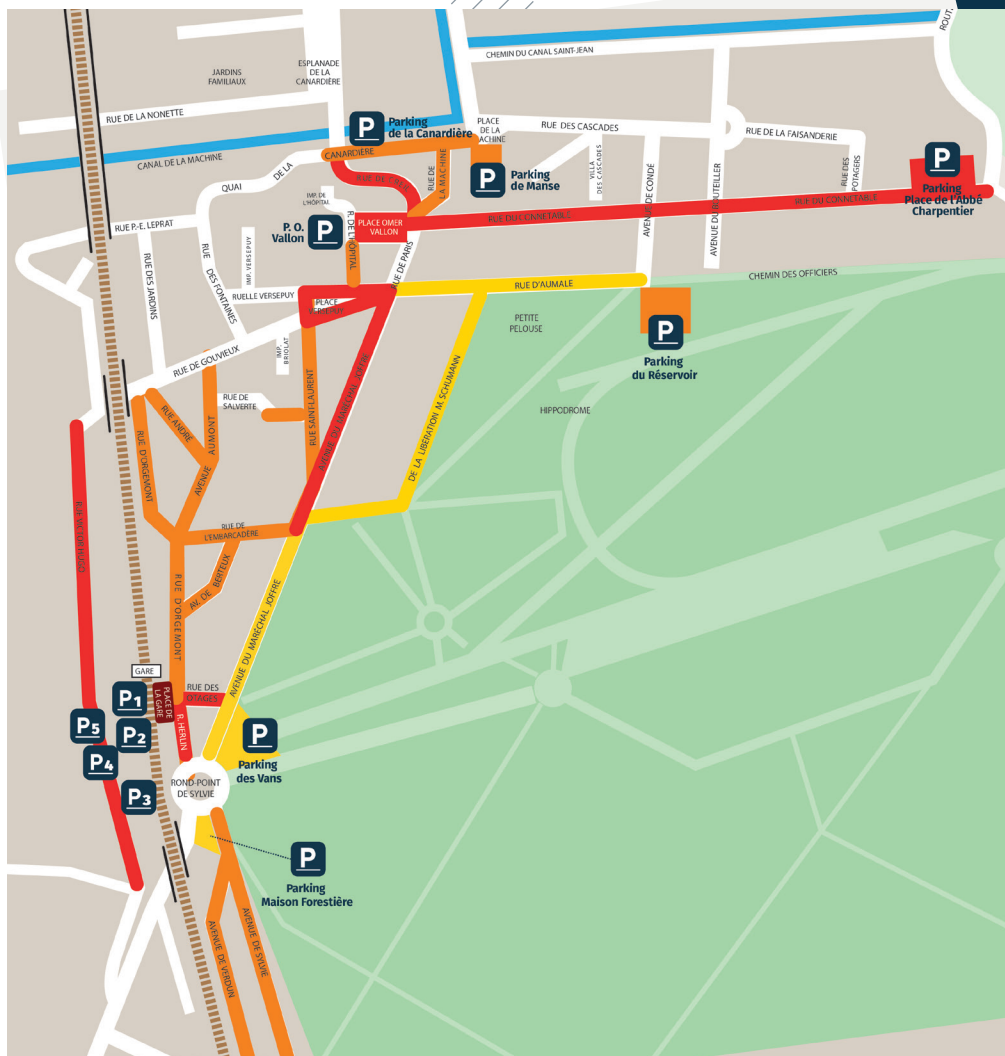 ROUT.
CHEMIN DU CANAL SAINT-JEAN
JARDINS
FAMILIAUX
ESPLANADE
DE LA
CANARDIÈRE
RUE DE LA NONETTE
P
Parking
de la Canardière
PLACE
DE LA
MACHINE
RUE DES CASCADES
RUE DE LA FAISANDERIE
CANAL DE LA MACHINE
CANARDIÈRE
DE LA
QUAI
RUE DE
LA MACHINE
P
Parking
de Manse
VILLA
DES CASCADES
AVENUE DE CONDÉ
AVENUE DU BOUTEILLER
RUE DES
POTAGERS
P
Parking
Place de l'Abbé
Charpentier
IMP. DE
L'HÔPITAL
R. DE L'HÔPITAL
P. O.
Vallon
P
PLACE OMER
VALLON
RUE DU CONNÉTABLE
RUE DU CONNÉTABLE
RUE P.-E. LEPRAT
RUE DES JARDINS
RUE
DES FONTAINES
IMP. VERSEPUY
RUE DE PARIS
RUELLE VERSEPUY
PLACE
VERSEPUY
RUE D'AUMALE
CHEMIN DES OFFICIERS
PETITE
PELOUSE
P
Parking
du Réservoir
RUE DE GOUVIEUX
IMP.
BRIOLAT
HIPPODROME
RUE DE
SALVERTE
RUE ANDRÉ
AVENUE
AUMONT
RUE D'ORGEMONT
RUE SAINT-LAURENT
AVENUE DU MARÉCHAL JOFFRE
DE LA LIBÉRATION M. SCHUMANN
RUE VICTOR HUGO
RUE DE
L'EMBARCADÈRE
RUE D'ORGEMONT
AV. DE BERTEUX
AVENUE DU MARÉCHAL JOFFRE
GARE
PLACE DE
LA GARE
RUE DES
OTAGES
R. HERLIN
P1
P2
P5
P4
P3
P
Parking
des Vans
ROND-POINT
DE SYLVIE
P
Parking
Maison Forestière
AVENUE DE VERDUN
AVENUE DE SYLVIE